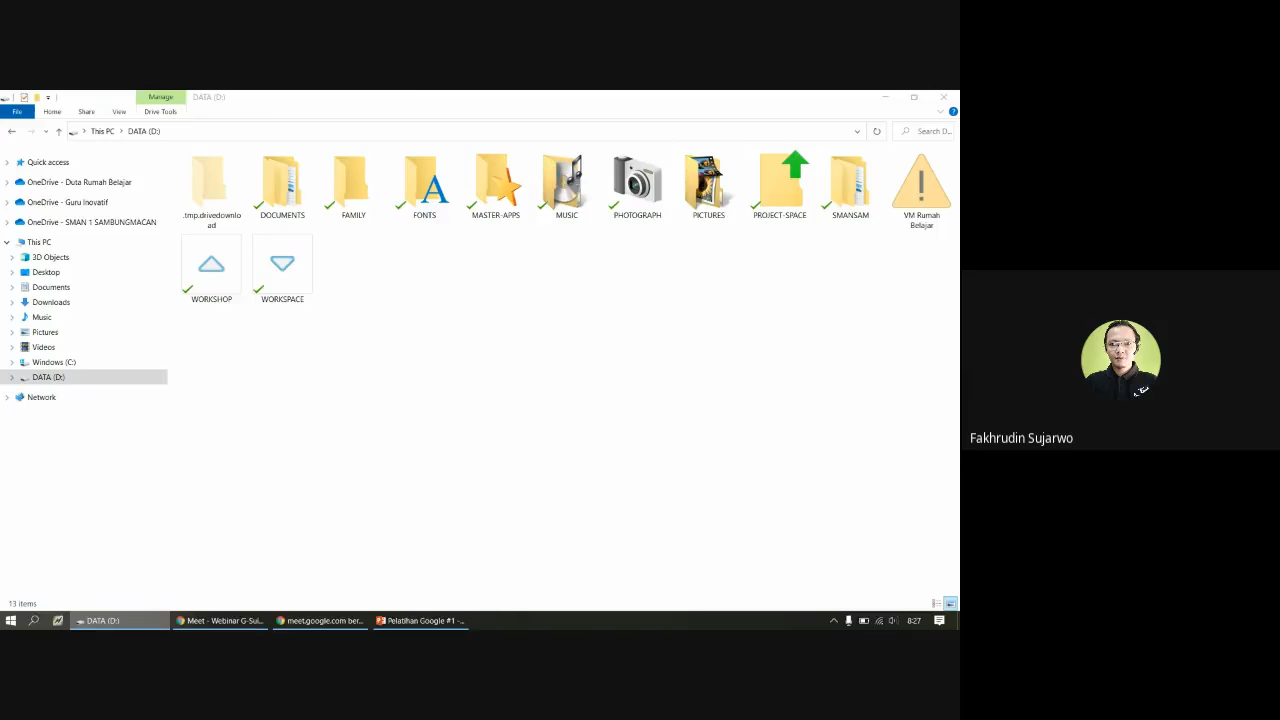 Manage
DATA (D:)
File
Home
Share
View
Drive Tools
This PC
DATA (D:)
Search D...
Quick access
OneDrive - Duta Rumah Belajar
OneDrive - Guru Inovatif
OneDrive - SMAN 1 SAMBUNGMACAN
This PC
3D Objects
Desktop
Documents
Downloads
Music
Pictures
Videos
Windows (C:)
DATA (D:)
Network
.tmp.drivedownlo
ad
DOCUMENTS
FAMILY
FONTS
MASTER-APPS
MUSIC
PHOTOGRAPH
PICTURES
PROJECT-SPACE
SMANSAM
VM Rumah
Belajar
WORKSHOP
WORKSPACE
13 items
DATA (D:)
Meet - Webinar G-Sui...
meet.google.com ber...
Pelatihan Google #1 -...
8:27
Fakhrudin Sujarwo